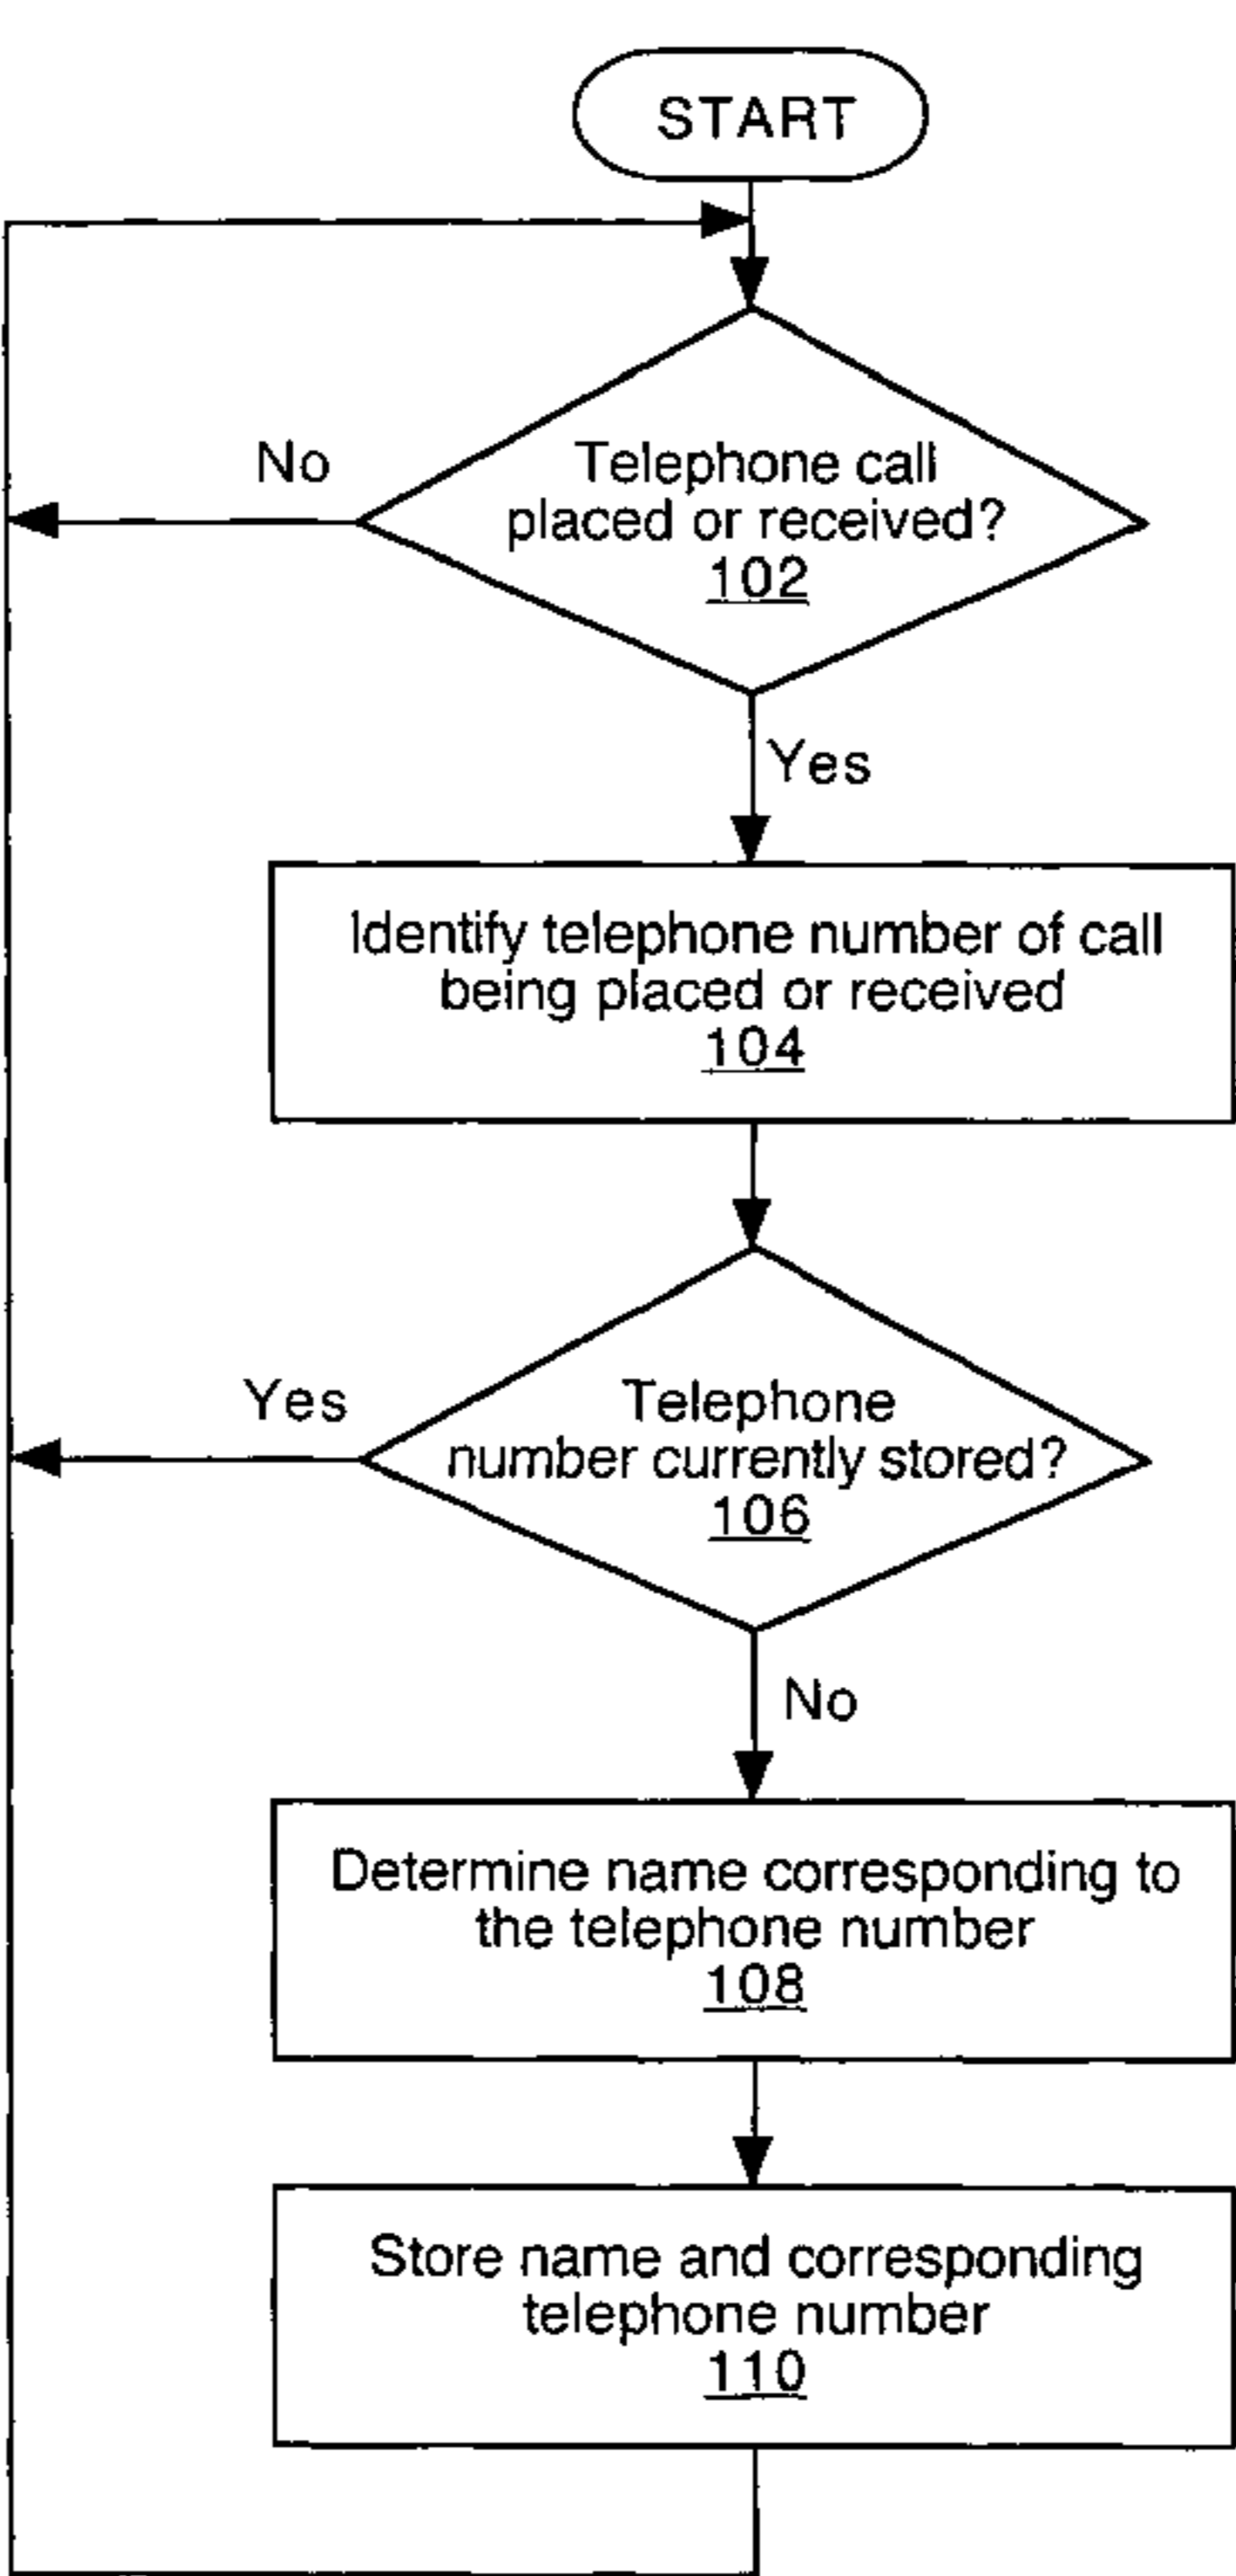 START
No
Telephone call
placed or received?
102
Yes
Identify telephone number of call
being placed or received
104
Yes
Telephone
number currently stored?
106
No
Determine name corresponding to
the telephone number
108
Store name and corresponding
telephone number
110